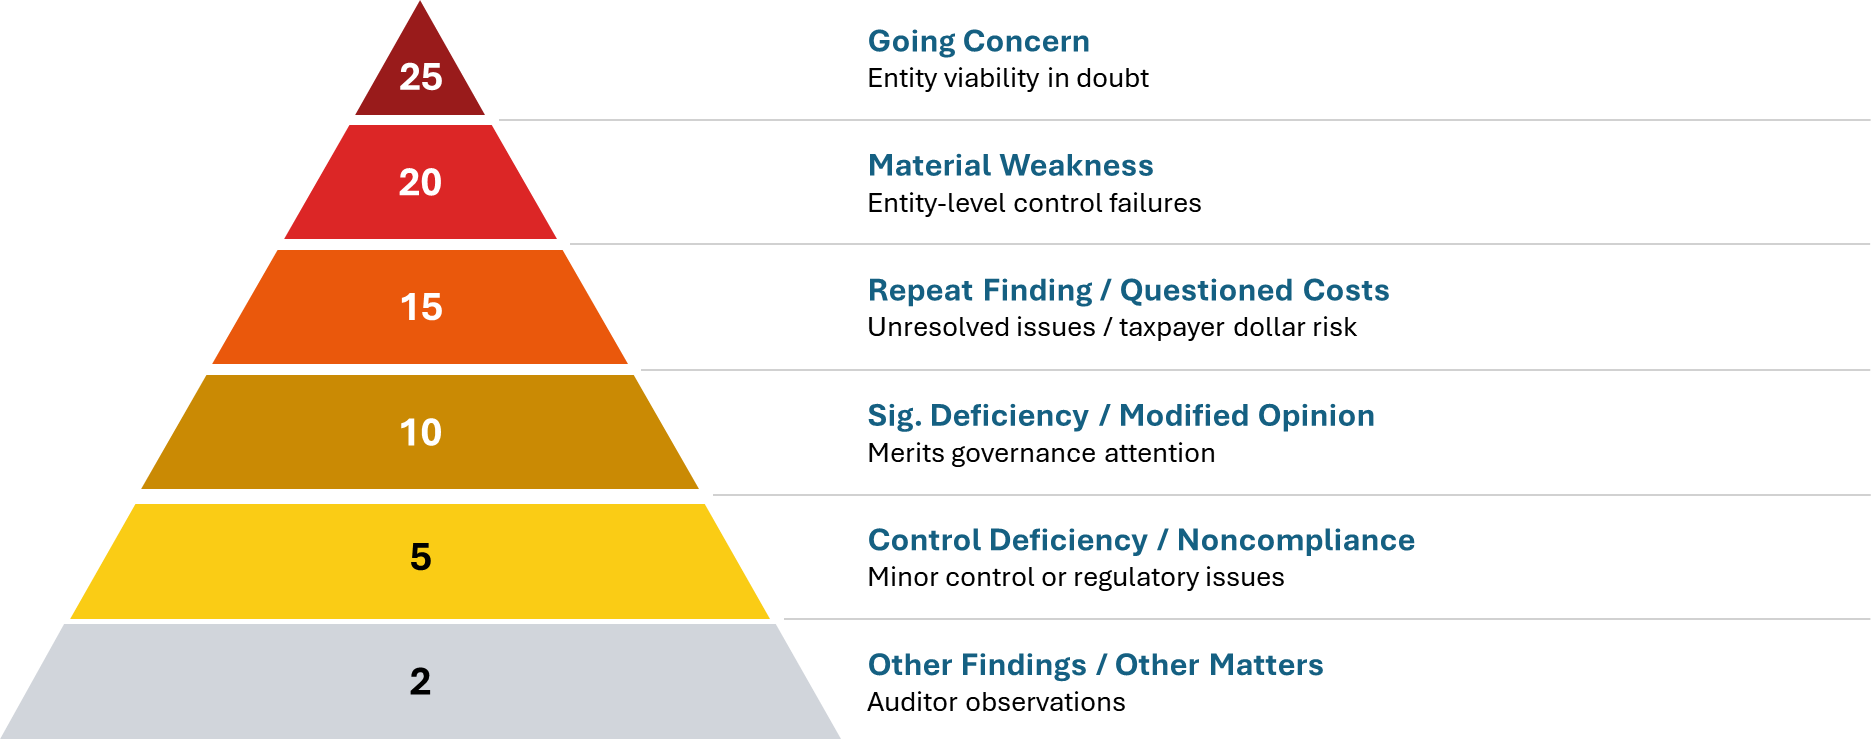 25
Going Concern
Entity viability in doubt
20
Material Weakness
Entity-level control failures
15
Repeat Finding / Questioned Costs
Unresolved issues / taxpayer dollar risk
10
Sig. Deficiency / Modified Opinion
Merits governance attention
5
Control Deficiency / Noncompliance
Minor control or regulatory issues
2
Other Findings / Other Matters
Auditor observations